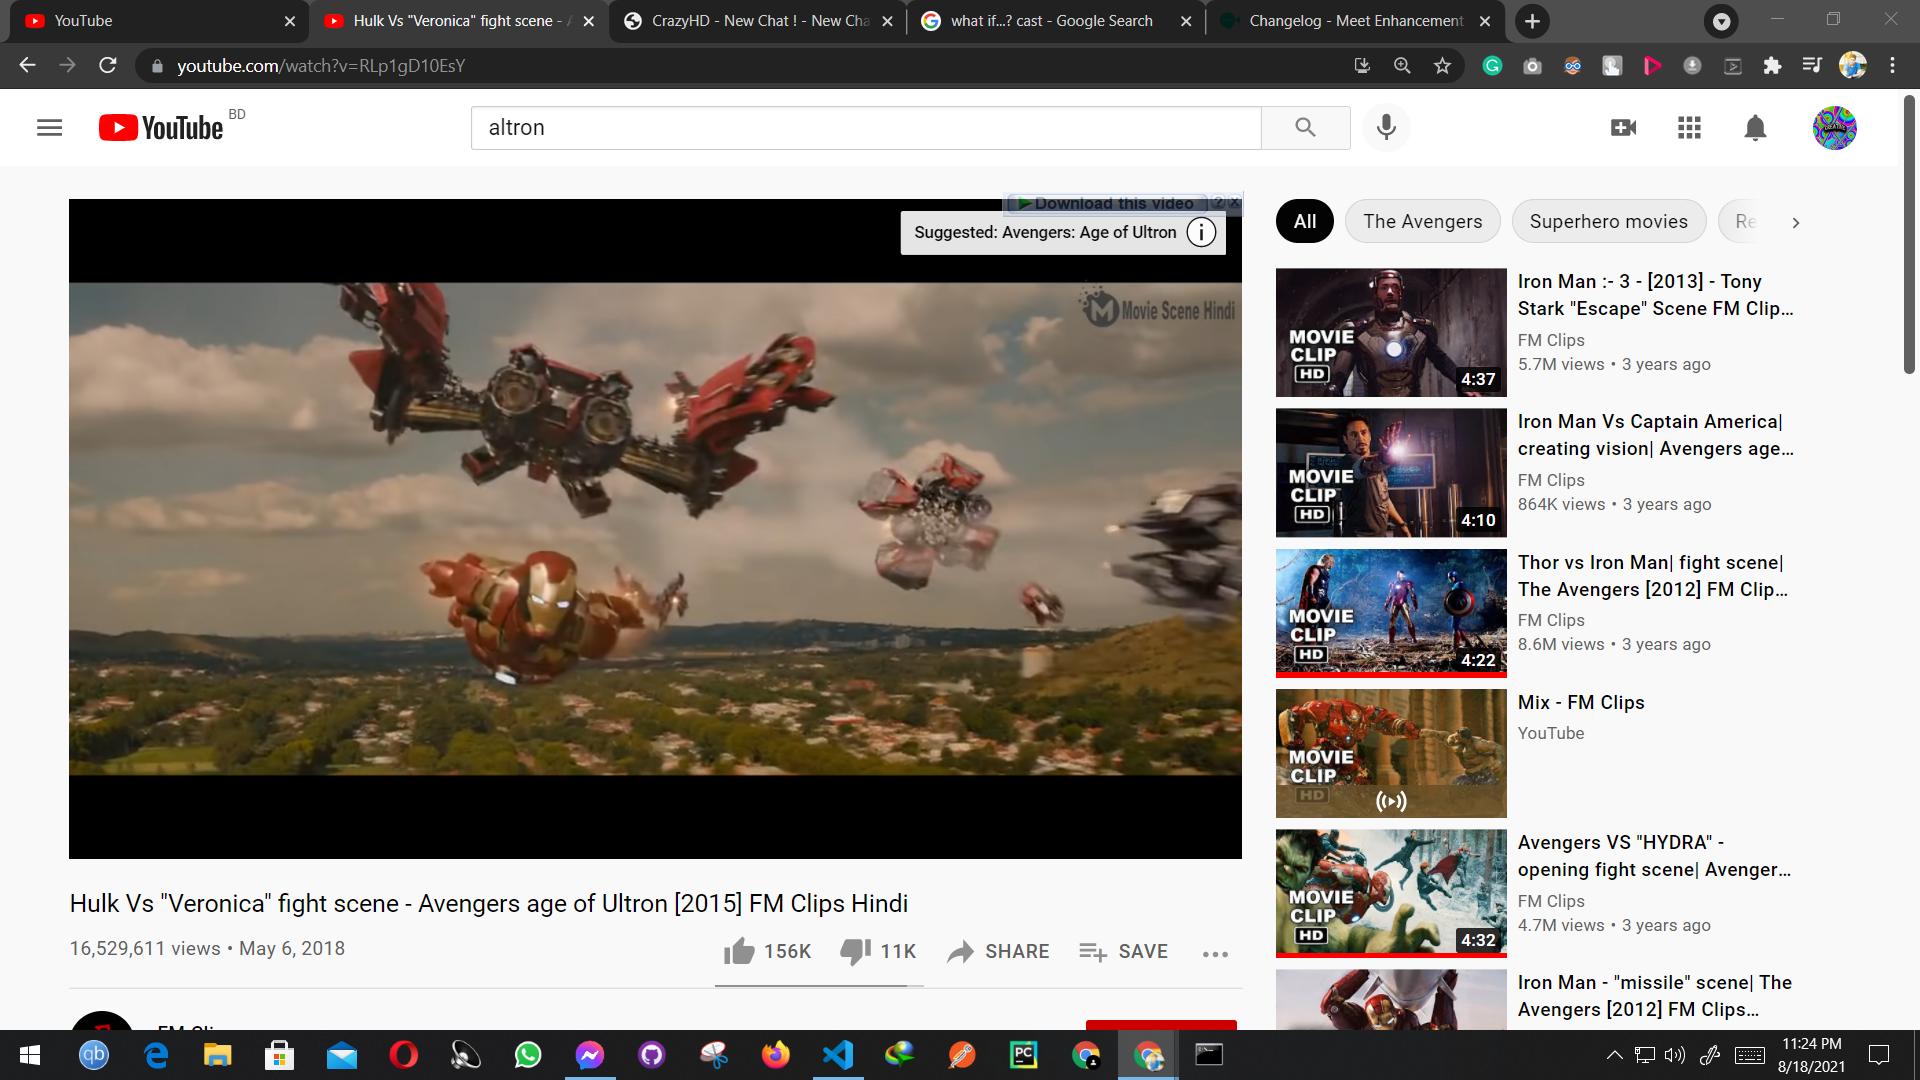 YouTube
Hulk Vs "Veronica" fight scene -
CrazyHD - New Chat ! - New Cha
what if...? cast - Google Search
Changelog - Meet Enhancement
youtube.com/watch?v=RLp1gD10EsY
YouTube BD
altron
Download this video ? x
Suggested: Avengers: Age of Ultron i
M Movie Scene Hindi
All
The Avengers
Superhero movies
Re
MOVIE CLIP HD
4:37
Iron Man :- 3 - [2013] - Tony
Stark "Escape" Scene FM Clip...
FM Clips
5.7M views • 3 years ago
MOVIE CLIP HD
4:10
Iron Man Vs Captain America|
creating vision| Avengers age...
FM Clips
864K views • 3 years ago
MOVIE CLIP HD
4:22
Thor vs Iron Man| fight scene|
The Avengers [2012] FM Clip...
FM Clips
8.6M views • 3 years ago
MOVIE CLIP HD
Mix - FM Clips
YouTube
MOVIE CLIP HD
4:32
Avengers VS "HYDRA" -
opening fight scene| Avenger...
FM Clips
4.7M views • 3 years ago
Iron Man - "missile" scene| The
Avengers [2012] FM Clips...
Hulk Vs "Veronica" fight scene - Avengers age of Ultron [2015] FM Clips Hindi
16,529,611 views • May 6, 2018
156K
11K
SHARE
SAVE
qb
PC
11:24 PM
8/18/2021